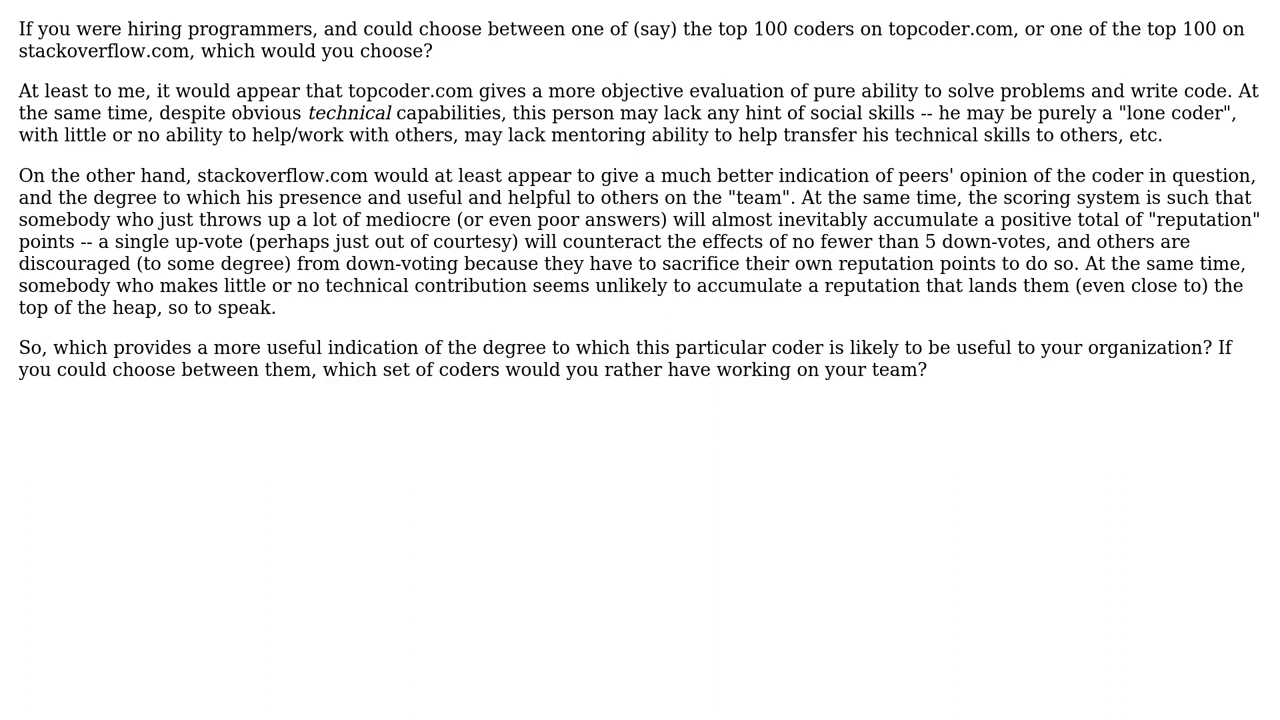 If you were hiring programmers, and could choose between one of (say) the top 100 coders on topcoder.com, or one of the top 100 on
stackoverflow.com, which would you choose?
At least to me, it would appear that topcoder.com gives a more objective evaluation of pure ability to solve problems and write code. At
the same time, despite obvious technical capabilities, this person may lack any hint of social skills -- he may be purely a "lone coder",
with little or no ability to help/work with others, may lack mentoring ability to help transfer his technical skills to others, etc.
On the other hand, stackoverflow.com would at least appear to give a much better indication of peers' opinion of the coder in question,
and the degree to which his presence and useful and helpful to others on the "team". At the same time, the scoring system is such that
somebody who just throws up a lot of mediocre (or even poor answers) will almost inevitably accumulate a positive total of "reputation"
points -- a single up-vote (perhaps just out of courtesy) will counteract the effects of no fewer than 5 down-votes, and others are
discouraged (to some degree) from down-voting because they have to sacrifice their own reputation points to do so. At the same time,
somebody who makes little or no technical contribution seems unlikely to accumulate a reputation that lands them (even close to) the
top of the heap, so to speak.
So, which provides a more useful indication of the degree to which this particular coder is likely to be useful to your organization? If
you could choose between them, which set of coders would you rather have working on your team?